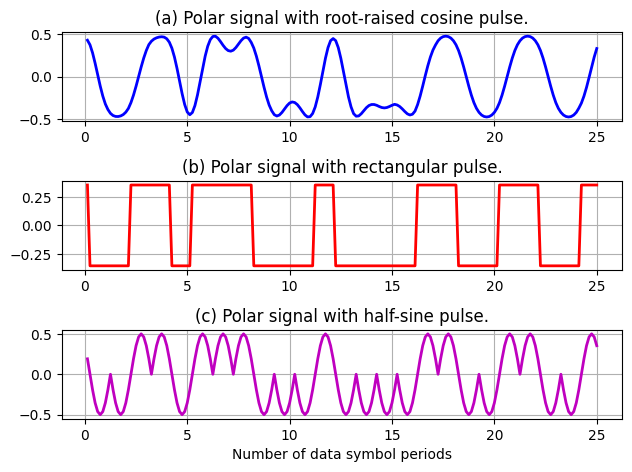 (a) Polar signal with root-raised cosine pulse.
0.5
0.0
−0.5
0 5 10 15 20 25
(b) Polar signal with rectangular pulse.
0.25
0.00
−0.25
0 5 10 15 20 25
(c) Polar signal with half-sine pulse.
0.5
0.0
−0.5
0 5 10 15 20 25
Number of data symbol periods